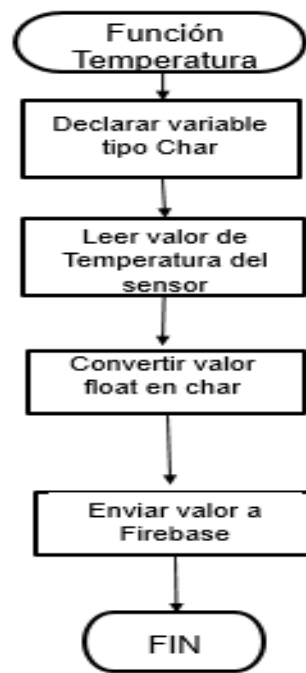 Función
Temperatura
Declarar variable
tipo Char
Leer valor de
Temperatura del
sensor
Convertir valor
float en char
Enviar valor a
Firebase
FIN